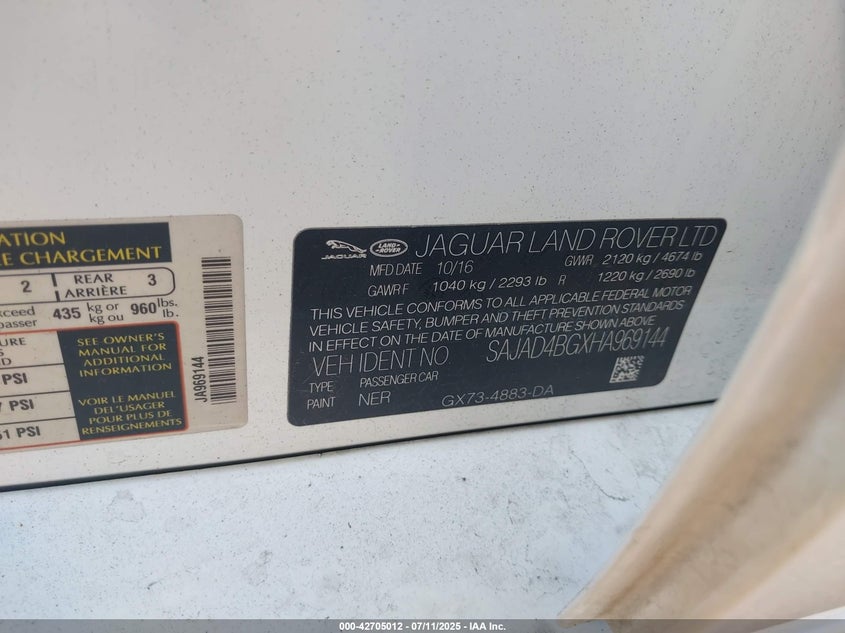 ATION
E CHARGEMENT
2 REAR ARRIÈRE 3
xceed
passer 435 kg or kg ou 960 lbs. lb.
URE
S
D
PSI
7 PSI
51 PSI
SEE OWNER'S
MANUAL FOR
ADDITIONAL
INFORMATION
VOIR LE MANUEL
DEL'USAGER
POUR PLUS DE
RENSEIGNEMENTS
JA969144
JAGUAR LAND ROVER JAGUAR LAND ROVER LTD
MFD DATE 10/16 GVWR 2120 kg / 4674 lb
GAWR F 1040 kg / 2293 lb R 1220 kg / 2690 lb
THIS VEHICLE CONFORMS TO ALL APPLICABLE FEDERAL MOTOR
VEHICLE SAFETY, BUMPER AND THEFT PREVENTION STANDARDS
IN EFFECT ON THE DATE OF MANUFACTURE SHOWN ABOVE
VEH IDENT NO. SAJAD4BGXHA969144
TYPE PASSENGER CAR
PAINT NER GX73-4883-DA
000-42705012 - 07/11/2025 - IAA Inc.